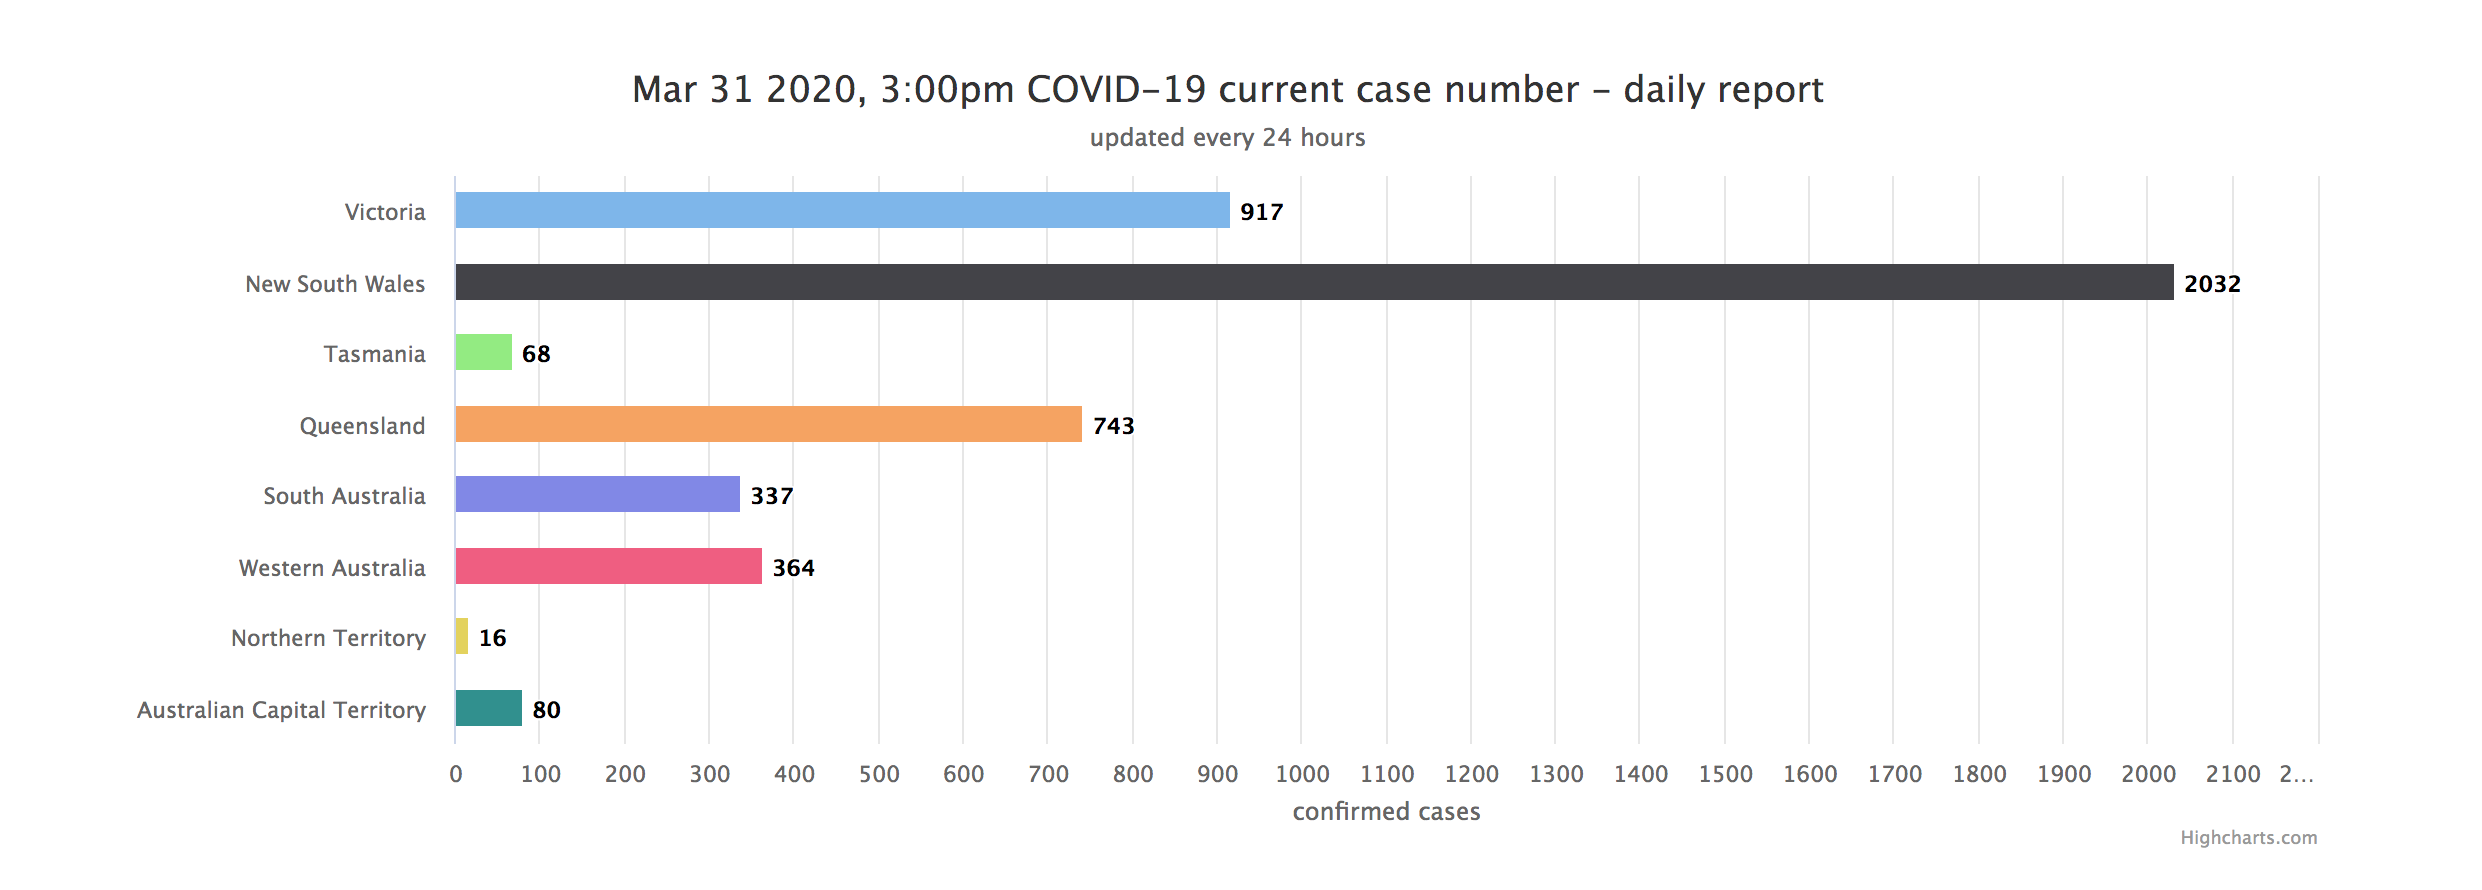 Mar 31 2020, 3:00pm COVID-19 current case number - daily report
updated every 24 hours
Victoria 917
New South Wales 2032
Tasmania 68
Queensland 743
South Australia 337
Western Australia 364
Northern Territory 16
Australian Capital Territory 80
0 100 200 300 400 500 600 700 800 900 1000 1100 1200 1300 1400 1500 1600 1700 1800 1900 2000 2100 2...
confirmed cases
Highcharts.com